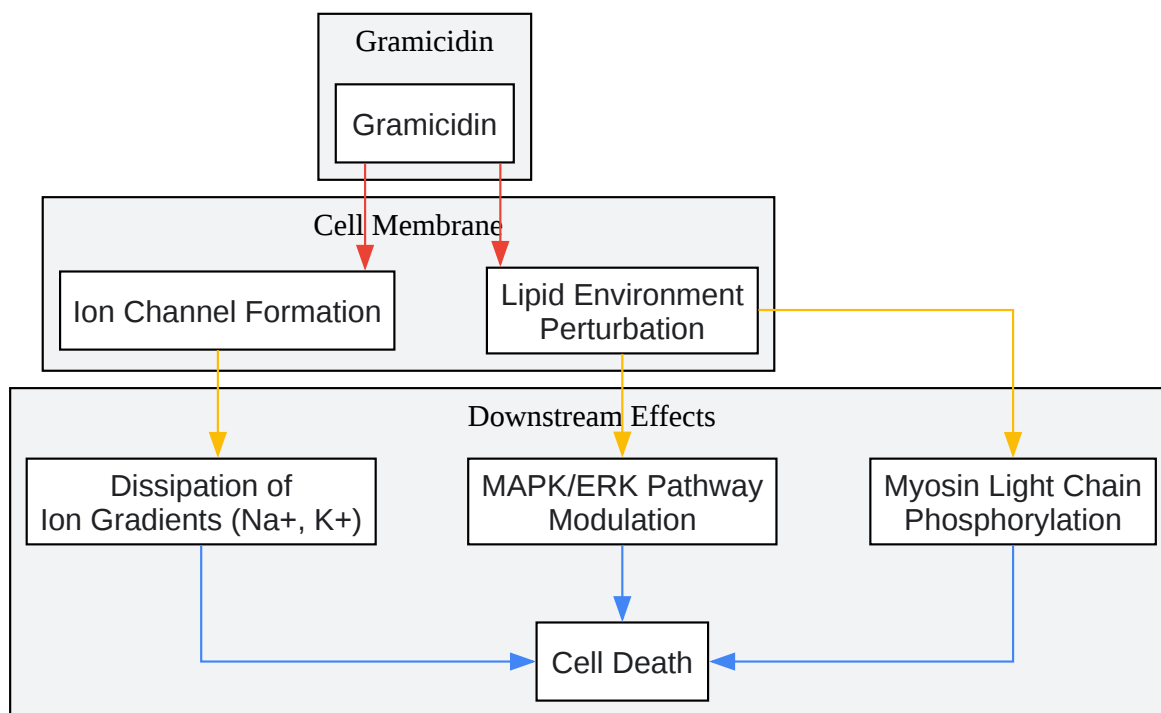 Gramicidin
Gramicidin
Cell Membrane
Ion Channel Formation
Lipid Environment
Perturbation
Downstream Effects
Dissipation of
Ion Gradients (Na+, K+)
MAPK/ERK Pathway
Modulation
Myosin Light Chain
Phosphorylation
Cell Death